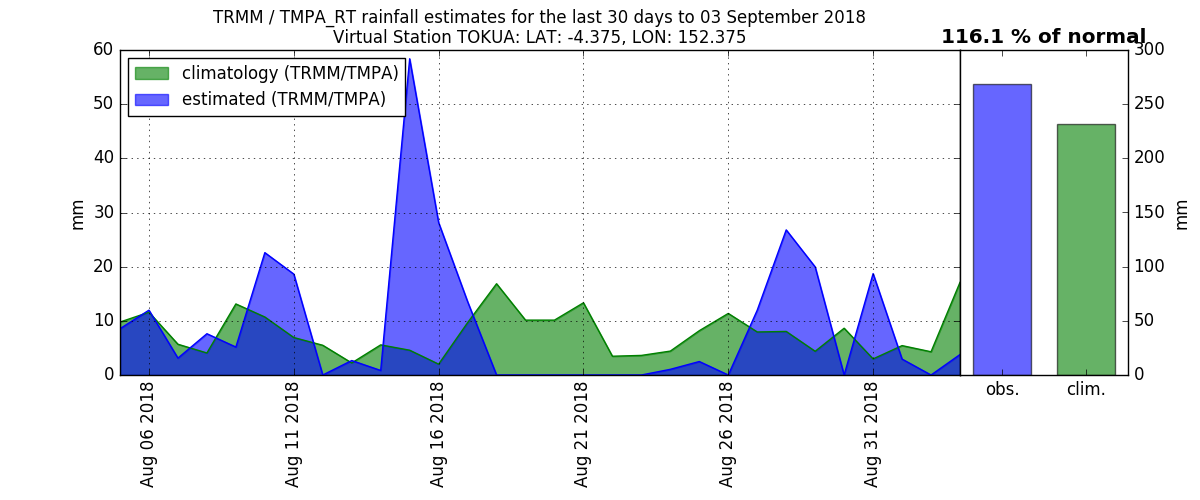 TRMM / TMPA_RT rainfall estimates for the last 30 days to 03 September 2018
Virtual Station TOKUA: LAT: -4.375, LON: 152.375
116.1 % of normal
climatology (TRMM/TMPA)
estimated (TRMM/TMPA)
60
50
40
30
20
10
0
mm
Aug 06 2018
Aug 11 2018
Aug 16 2018
Aug 21 2018
Aug 26 2018
Aug 31 2018
300
250
200
150
100
50
0
mm
obs.
clim.